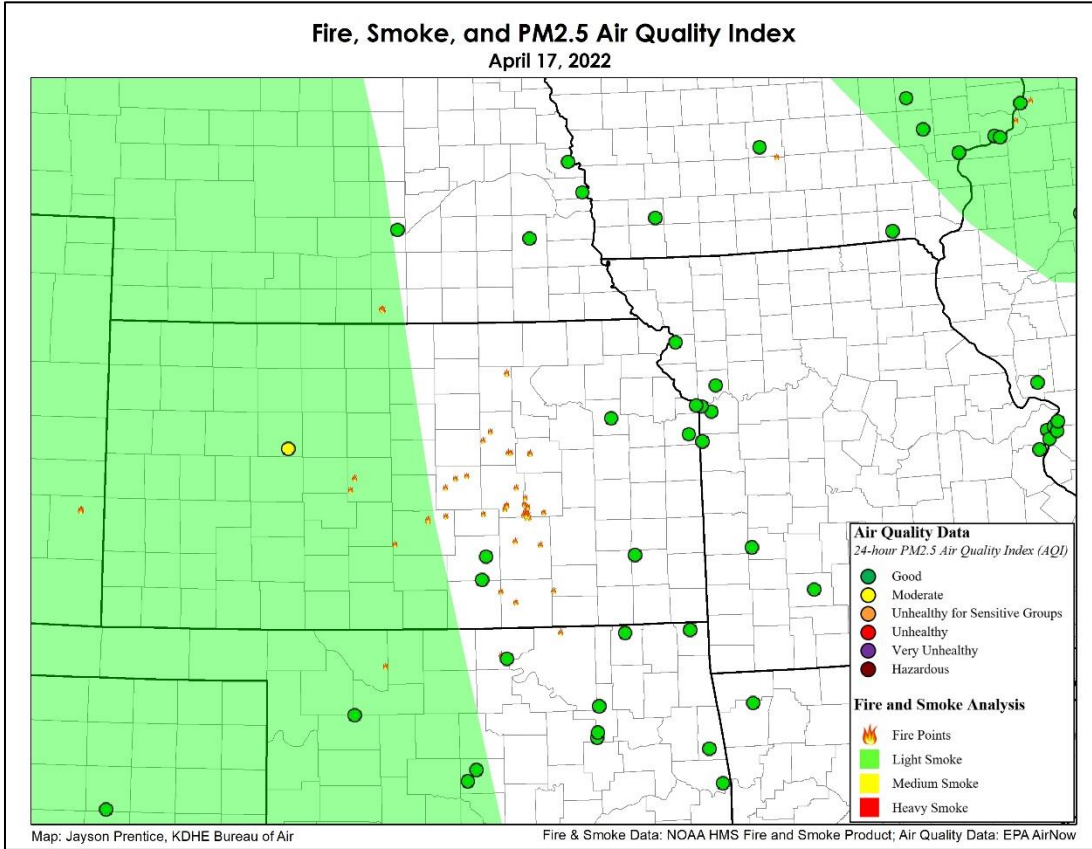 Fire, Smoke, and PM2.5 Air Quality Index
April 17, 2022
Air Quality Data
24-hour PM2.5 Air Quality Index (AQI)
Good
Moderate
Unhealthy for Sensitive Groups
Unhealthy
Very Unhealthy
Hazardous
Fire and Smoke Analysis
Fire Points
Light Smoke
Medium Smoke
Heavy Smoke
Map: Jayson Prentice, KDHE Bureau of Air
Fire & Smoke Data: NOAA HMS Fire and Smoke Product; Air Quality Data: EPA AirNow